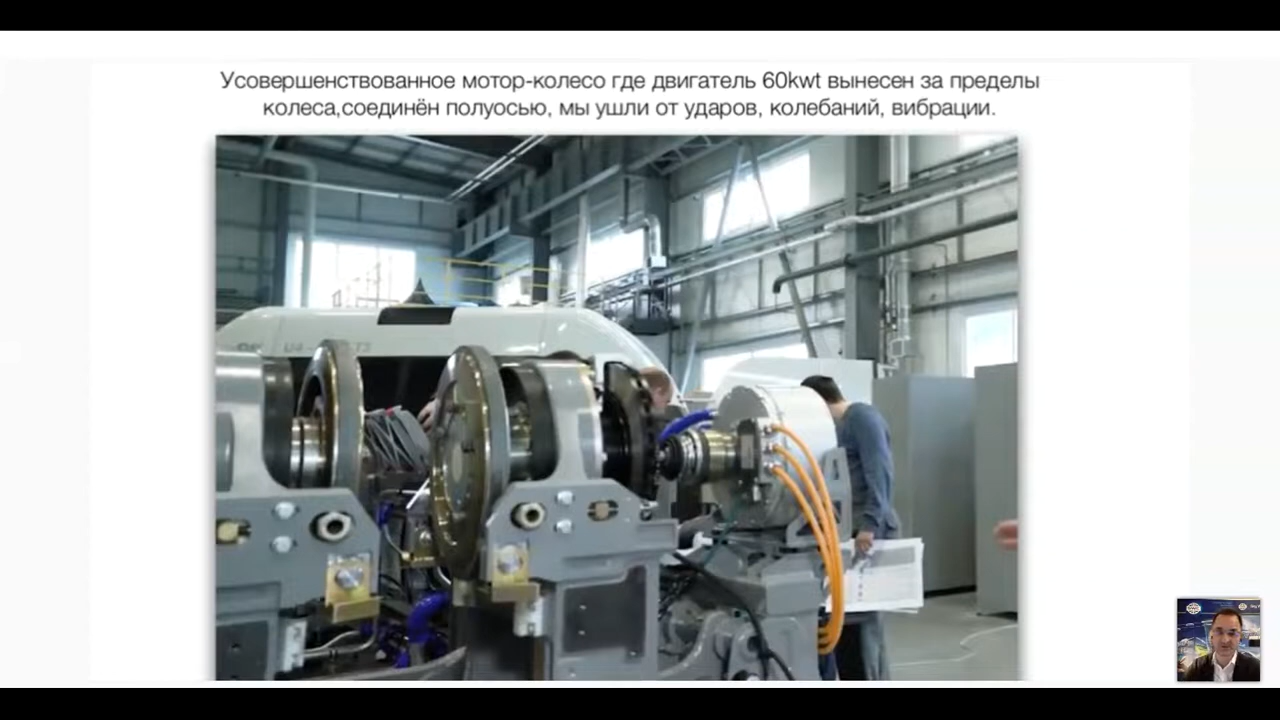 Усовершенствованное мотор-колесо где двигатель 60kwt вынесен за пределы
колеса,соединён полуосью, мы ушли от ударов, колебаний, вибрации.